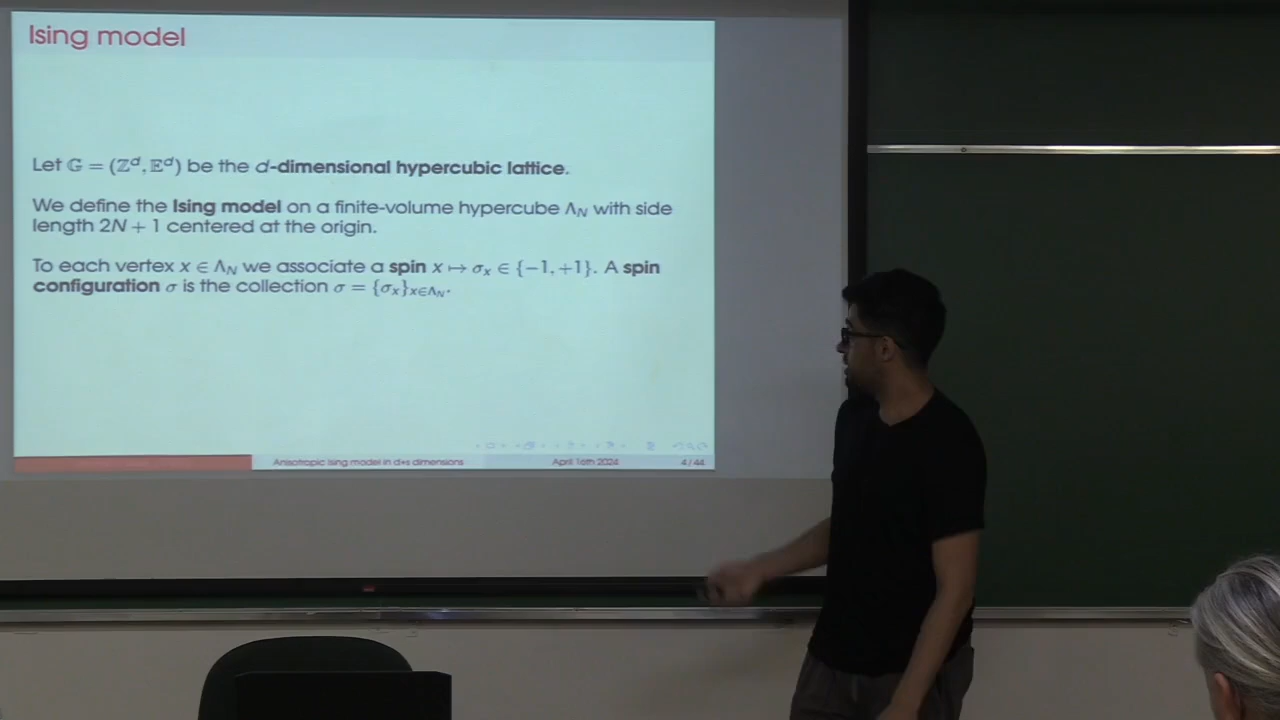 Ising model
Let G = (ℤᵈ, 𝔼ᵈ) be the d-dimensional hypercubic lattice.
We define the Ising model on a finite-volume hypercube Λ_N with side
length 2N + 1 centered at the origin.
To each vertex x ∈ Λ_N we associate a spin x ↦ σ_x ∈ {−1, +1}. A spin
configuration σ is the collection σ = {σ_x}_{x∈Λ_N}.
Anisotropic Ising model in d+s dimensions April 16th 2024 4 / 44